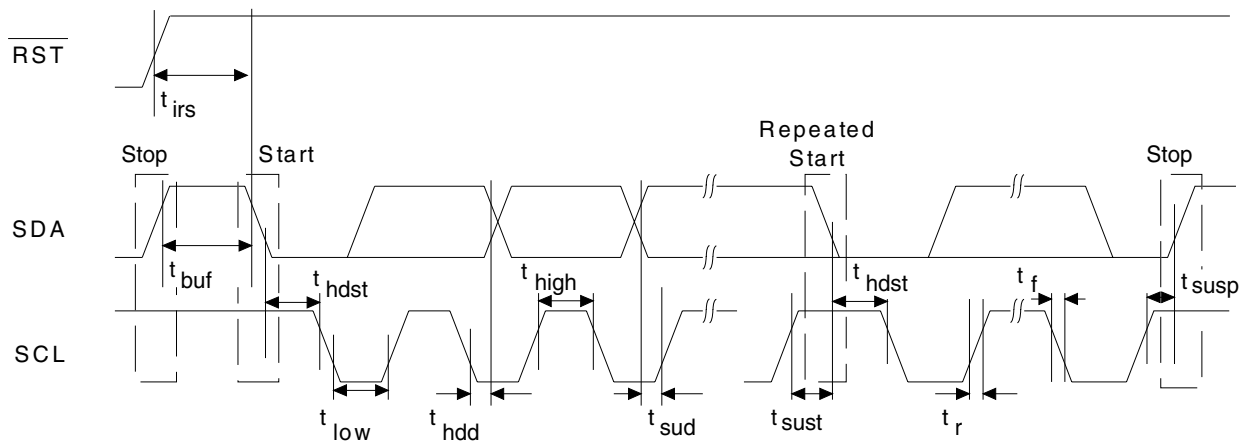 RST
t irs
Repeated
Stop Start Start Stop
SDA
t buf t hdst t high t hdst t f t susp
SCL
t low t hdd t sud t sust t r